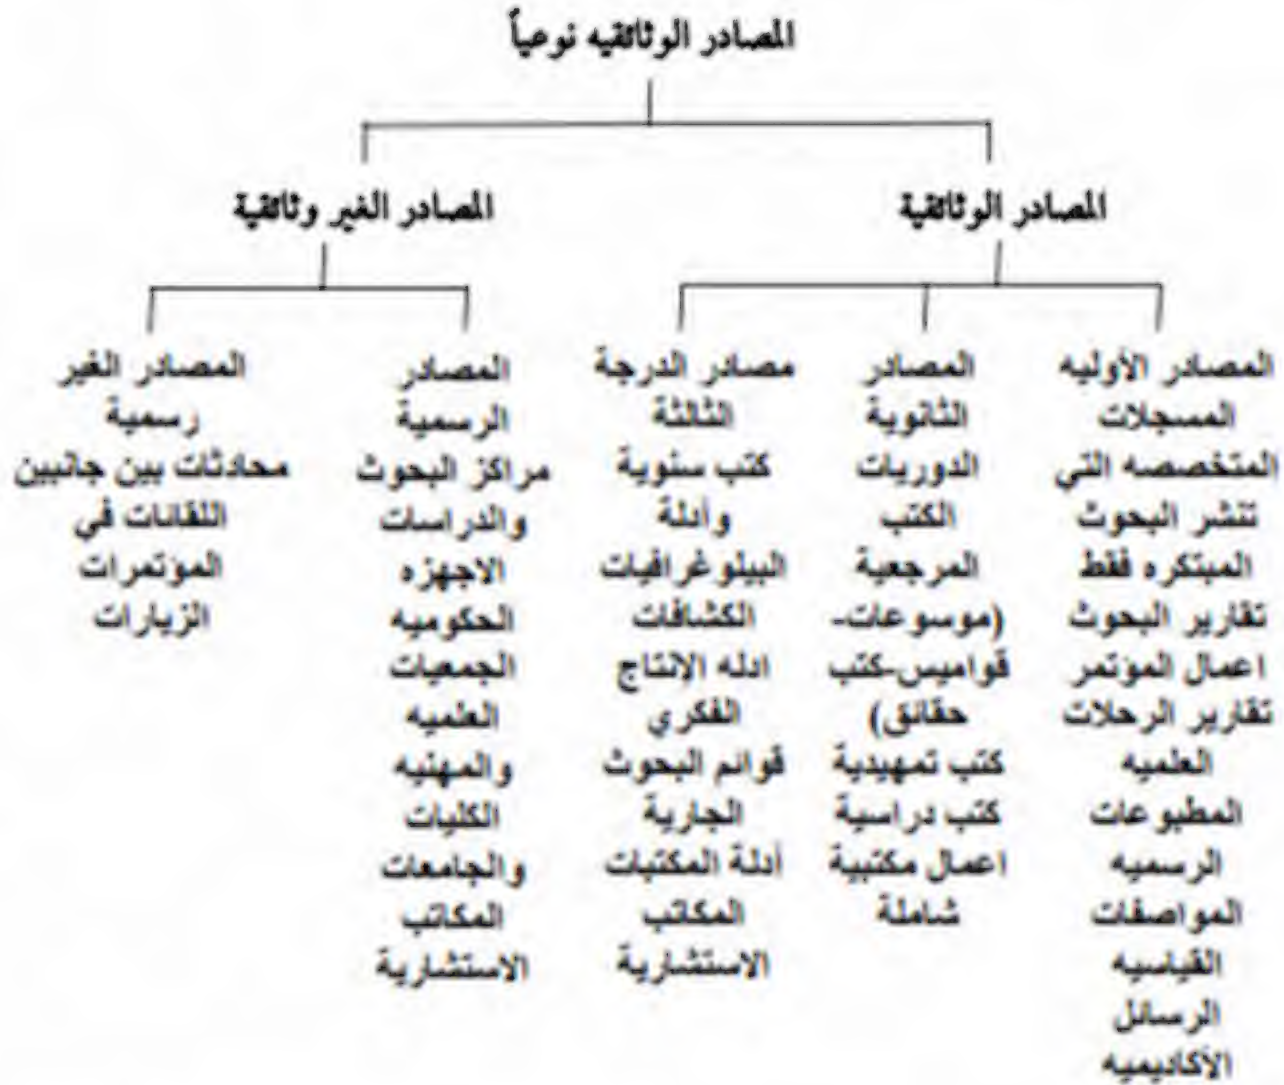 المصادر الوثائقيه نوعياً
المصادر الوثائقية
المصادر الغير وثائقية
المصادر الأوليه
المسجلات
المتخصصه التي
تنشر البحوث
المبتكره فقط
تقارير البحوث
اعمال المؤتمر
تقارير الرحلات
العلميه
المطبوعات
الرسميه
المواصفات
القياسيه
الرسائل
الأكاديميه
المصادر
الثانوية
الدوريات
الكتب
المرجعية
(موسوعات-
قواميس-كتب
حقائق)
كتب تمهيدية
كتب دراسية
اعمال مكتبية
شاملة
مصادر الدرجة
الثالثة
كتب سنوية
وأدلة
البيلوغرافيات
الكشافات
ادله الإنتاج
الفكري
قوائم البحوث
الجارية
أدلة المكتبات
المكاتب
الاستشارية
المصادر
الرسمية
مراكز البحوث
والدراسات
الاجهزه
الحكوميه
الجمعيات
العلميه
والمهنيه
الكليات
والجامعات
المكاتب
الاستشارية
المصادر الغير
رسمية
محادثات بين جانبين
اللقائات في
المؤتمرات
الزيارات